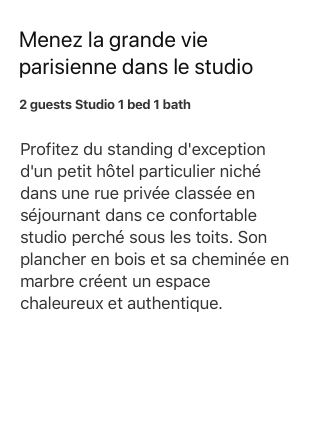 Menez la grande vie
parisienne dans le studio
2 guests Studio 1 bed 1 bath
Profitez du standing d'exception
d'un petit hôtel particulier niché
dans une rue privée classée en
séjournant dans ce confortable
studio perché sous les toits. Son
plancher en bois et sa cheminée en
marbre créent un espace
chaleureux et authentique.